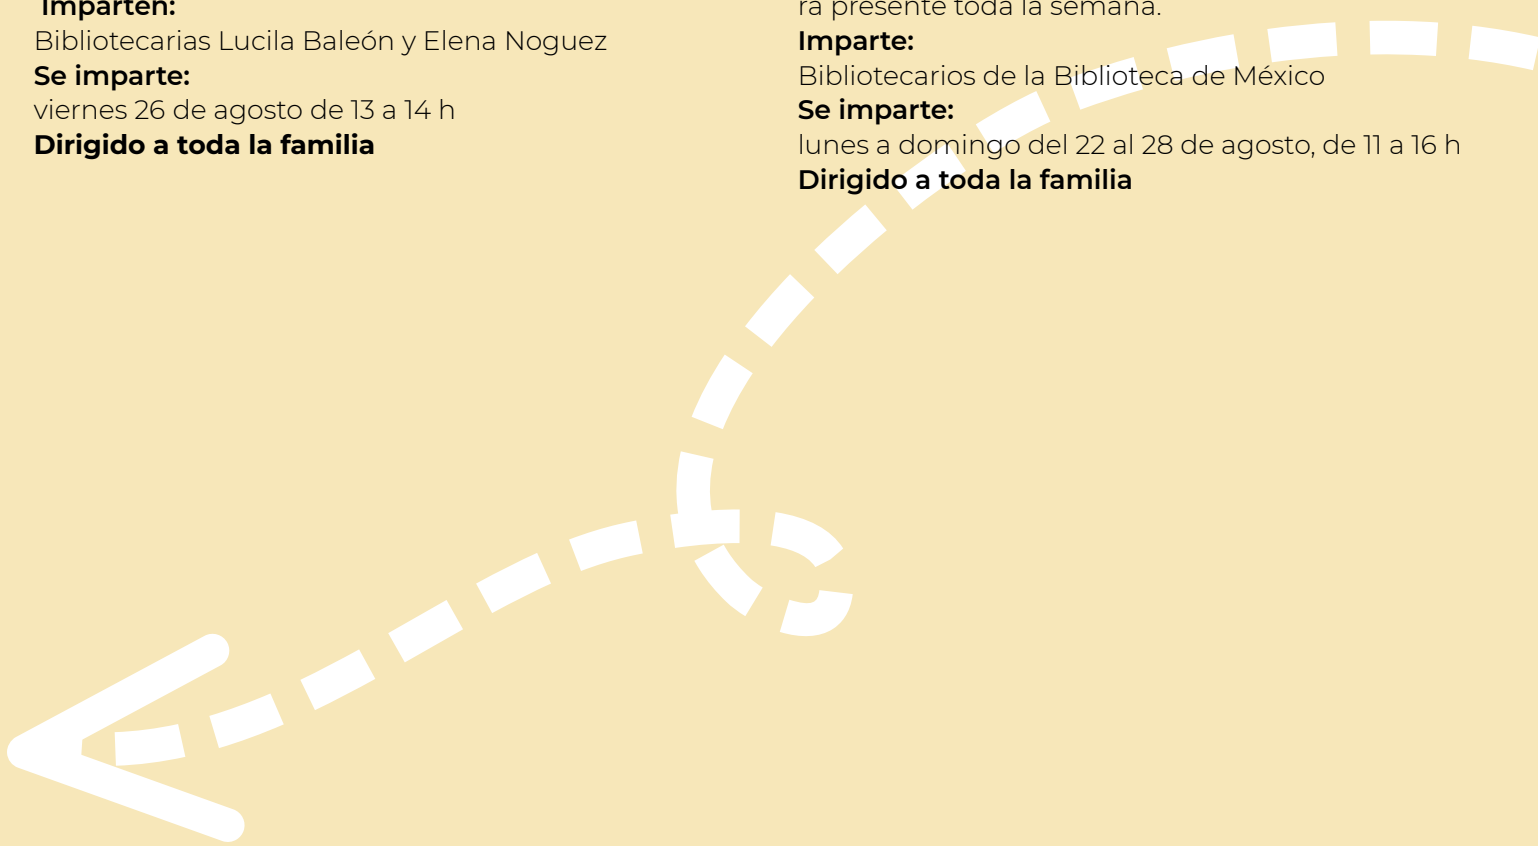 Imparten:
Bibliotecarias Lucila Baleón y Elena Noguez
Se imparte:
viernes 26 de agosto de 13 a 14 h
Dirigido a toda la familia
rá presente toda la semana.
Imparte:
Bibliotecarios de la Biblioteca de México
Se imparte:
lunes a domingo del 22 al 28 de agosto, de 11 a 16 h
Dirigido a toda la familia